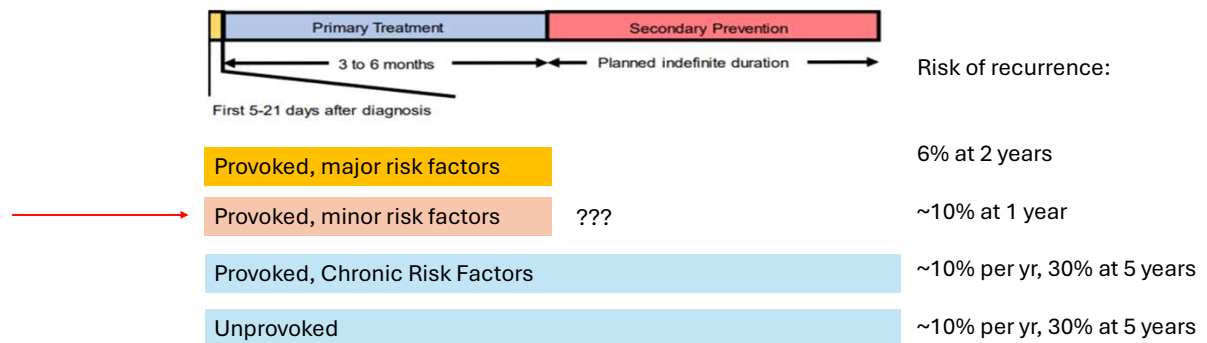 Primary Treatment
Secondary Prevention
3 to 6 months
Planned indefinite duration
Risk of recurrence:
First 5-21 days after diagnosis
Provoked, major risk factors
6% at 2 years
Provoked, minor risk factors
???
~10% at 1 year
Provoked, Chronic Risk Factors
~10% per yr, 30% at 5 years
Unprovoked
~10% per yr, 30% at 5 years